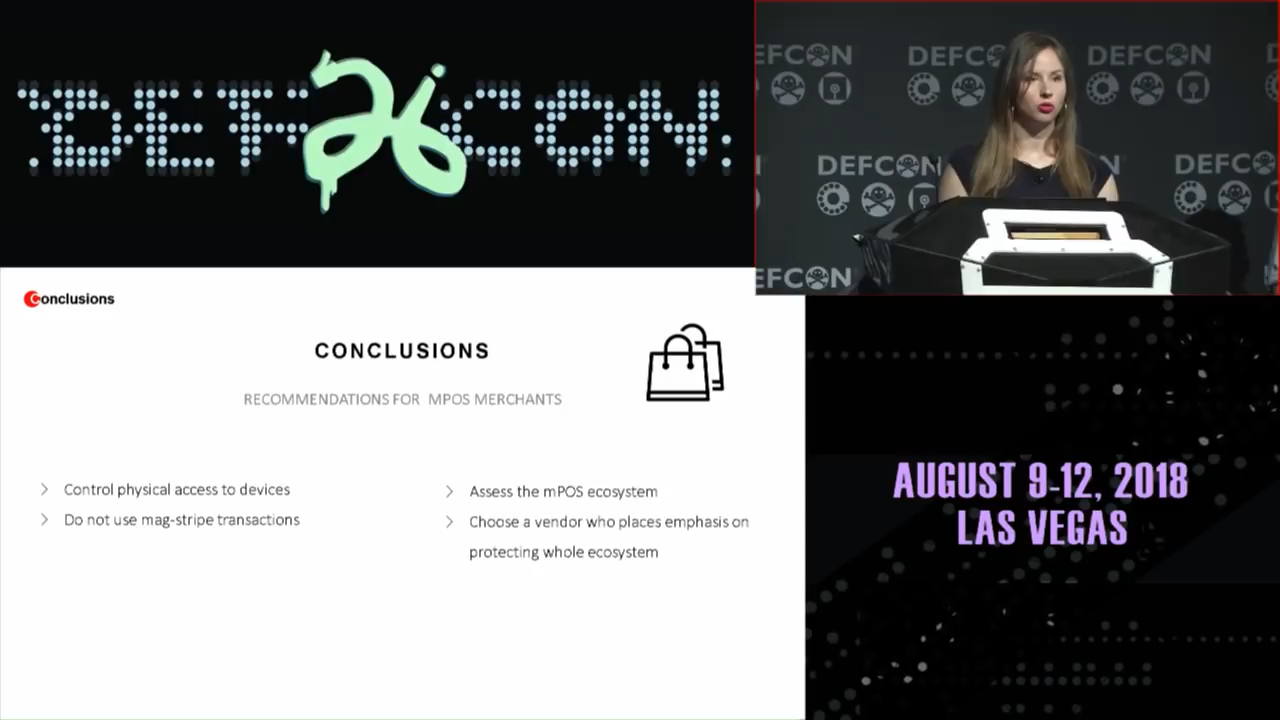 DEFCON 26
DEFCON DEFCON DEFCON
DEFCON DEFCON
DEFCON
Conclusions
CONCLUSIONS
RECOMMENDATIONS FOR MPOS MERCHANTS
Control physical access to devices
Do not use mag-stripe transactions
Assess the mPOS ecosystem
Choose a vendor who places emphasis on
protecting whole ecosystem
AUGUST 9-12, 2018
LAS VEGAS